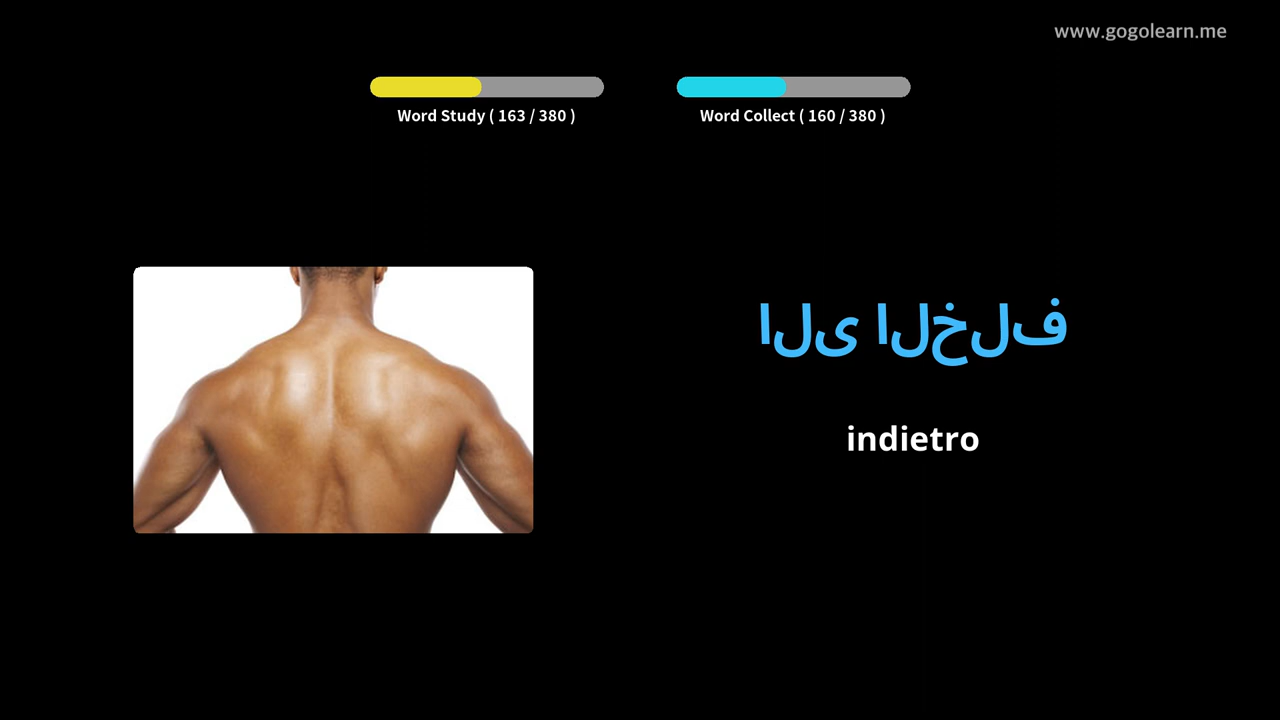 www.gogolearn.me
Word Study ( 163 / 380 )
Word Collect ( 160 / 380 )
الى الخلف
indietro